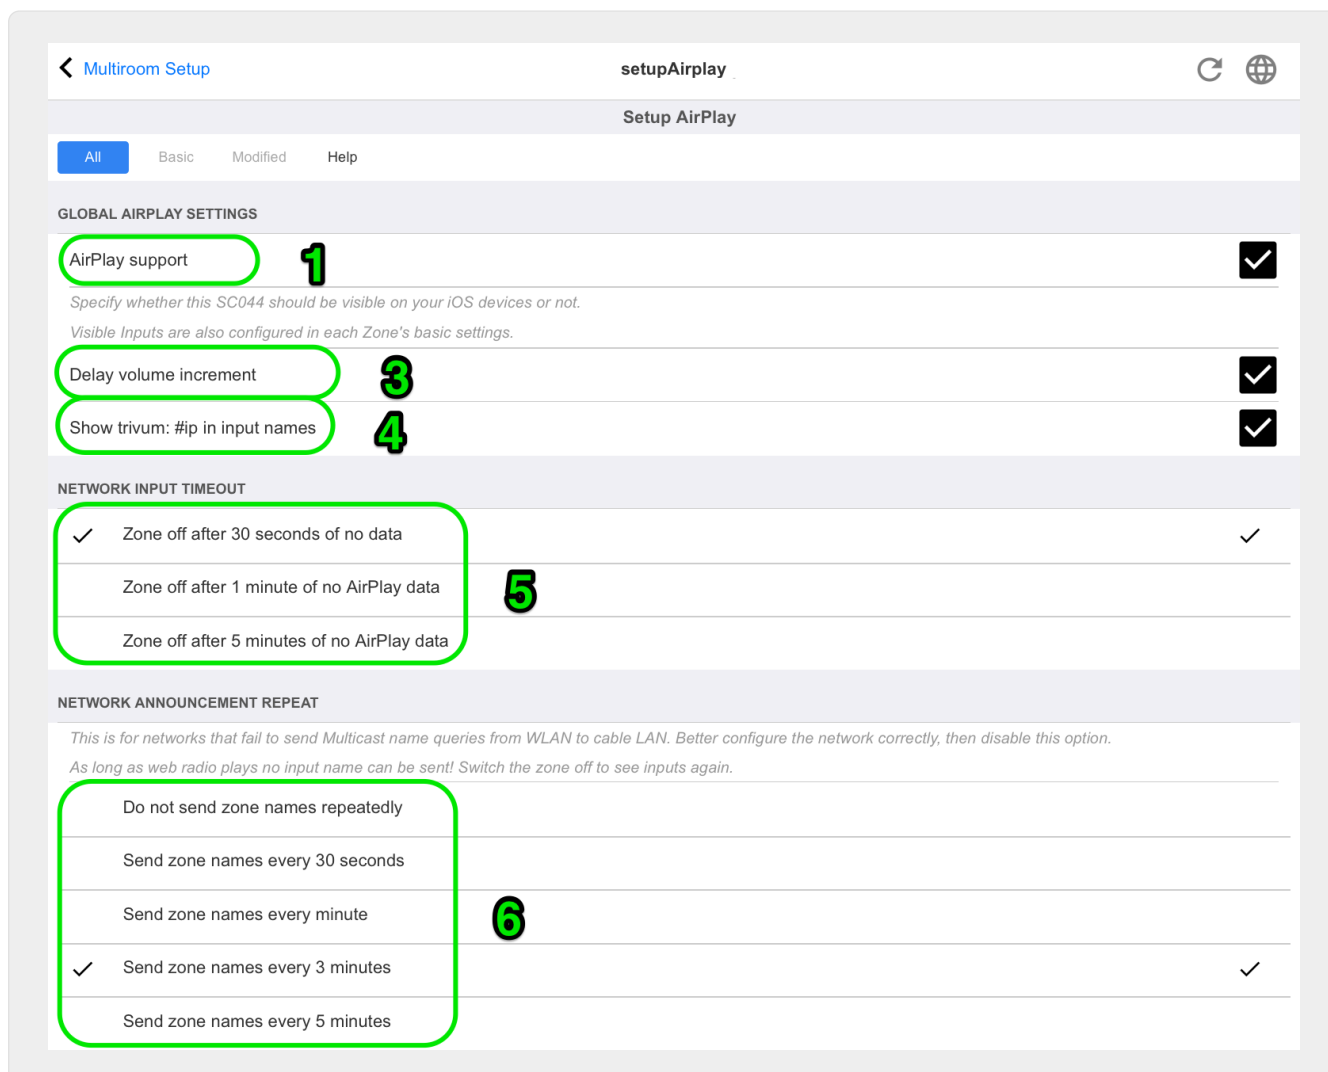 Multiroom Setup
setupAirplay
Setup AirPlay
All Basic Modified Help
GLOBAL AIRPLAY SETTINGS
AirPlay support 1
Specify whether this SC044 should be visible on your iOS devices or not.
Visible Inputs are also configured in each Zone's basic settings.
Delay volume increment 3
Show trivum: #ip in input names 4
NETWORK INPUT TIMEOUT
Zone off after 30 seconds of no data
Zone off after 1 minute of no AirPlay data 5
Zone off after 5 minutes of no AirPlay data
NETWORK ANNOUNCEMENT REPEAT
This is for networks that fail to send Multicast name queries from WLAN to cable LAN. Better configure the network correctly, then disable this option.
As long as web radio plays no input name can be sent! Switch the zone off to see inputs again.
Do not send zone names repeatedly
Send zone names every 30 seconds
Send zone names every minute 6
Send zone names every 3 minutes
Send zone names every 5 minutes